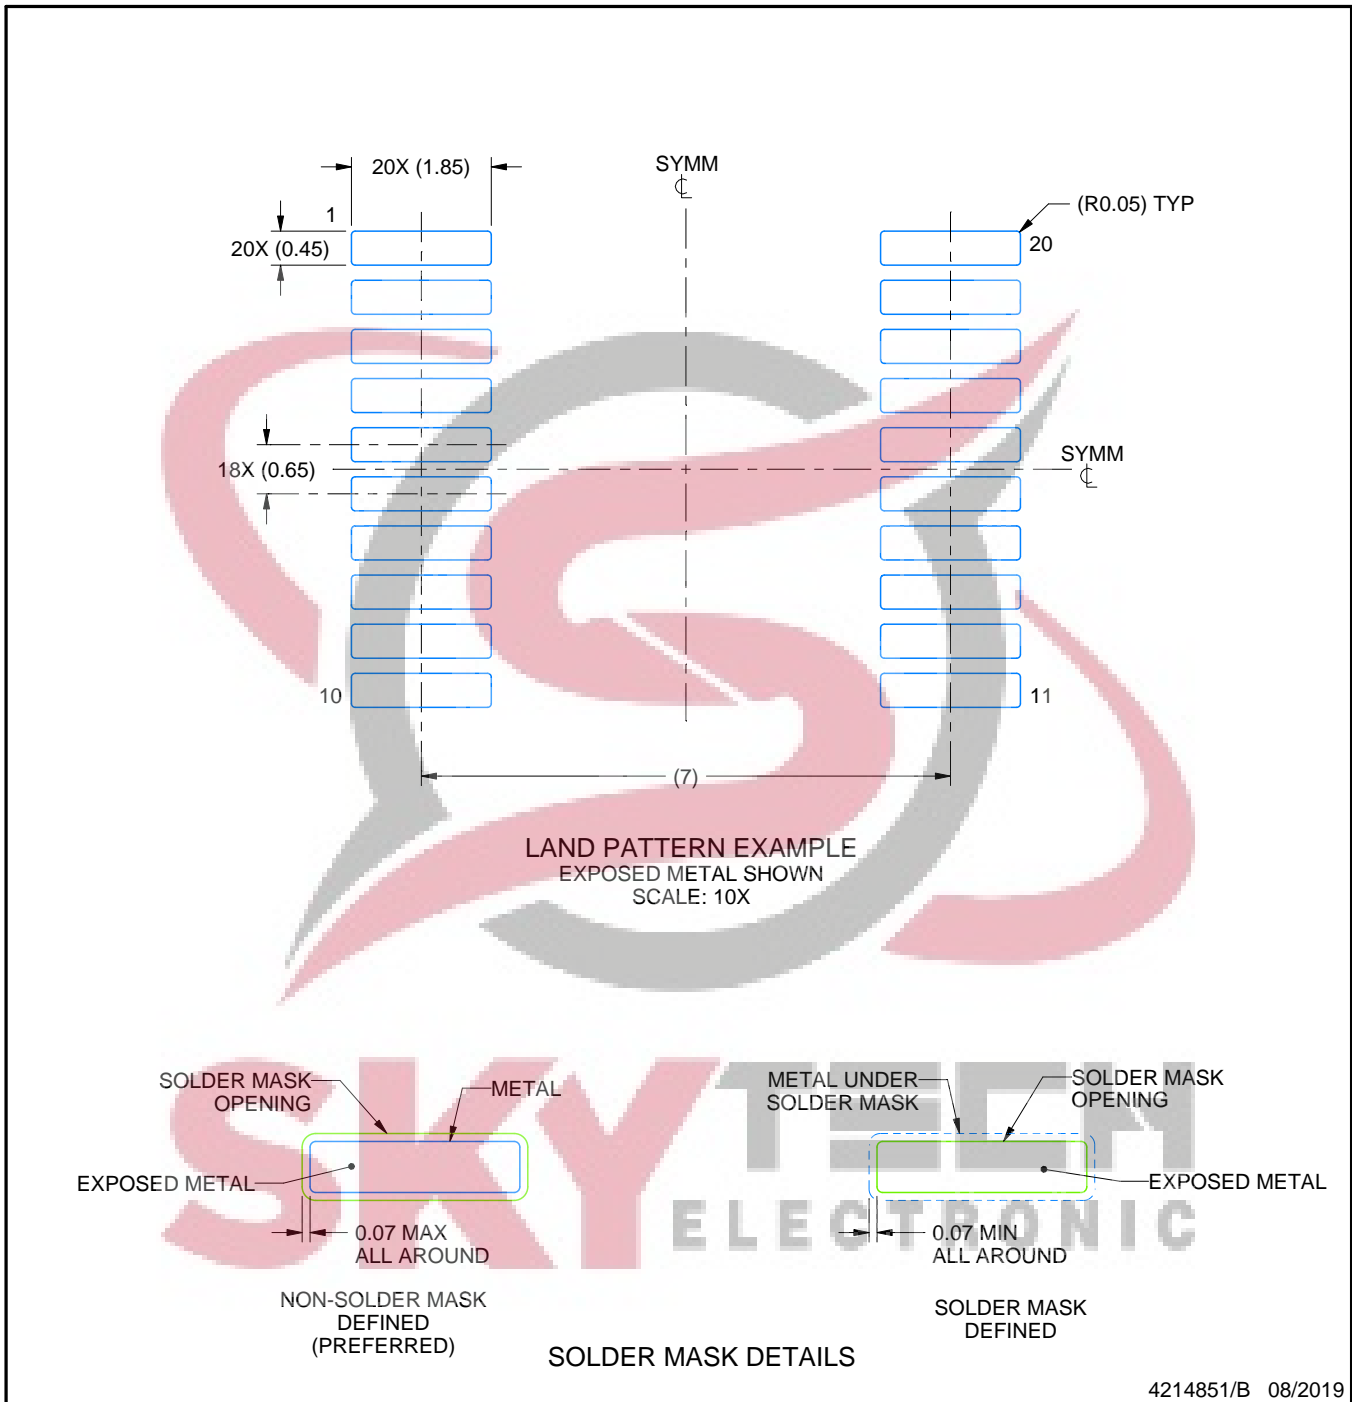 20X (1.85)
SYMM
℄
(R0.05) TYP
1
20X (0.45)
20
18X (0.65)
SYMM
℄
10
11
(7)
LAND PATTERN EXAMPLE
EXPOSED METAL SHOWN
SCALE: 10X
SOLDER MASK
OPENING
METAL
EXPOSED METAL
0.07 MAX
ALL AROUND
NON-SOLDER MASK
DEFINED
(PREFERRED)
METAL UNDER
SOLDER MASK
SOLDER MASK
OPENING
EXPOSED METAL
0.07 MIN
ALL AROUND
SOLDER MASK
DEFINED
SKYTECH
ELECTRONIC
SOLDER MASK DETAILS
4214851/B 08/2019